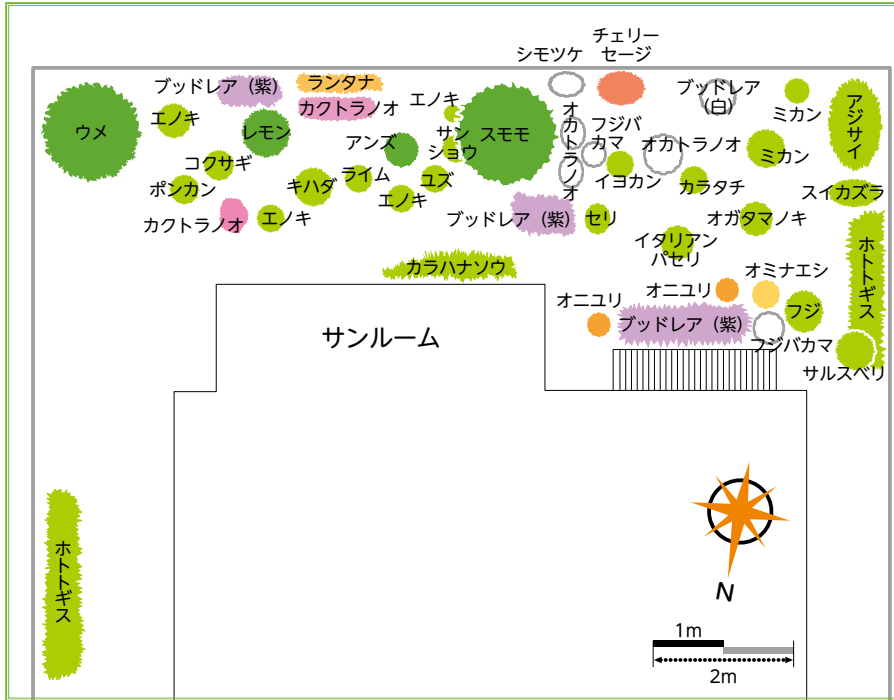 シモツケ
チェリー
セージ
ブッドレア（紫）
ランタナ
カクトラノオ
エノキ
ブッドレア
（白）
ミカン
アジサイ
ウメ
エノキ
レモン
アンズ
サン
ショウ
スモモ
オカトラノオ
フジバ
カマ
オカトラノオ
ミカン
コクサギ
ポンカン
キハダ
ライム
ユズ
エノキ
イヨカン
カラタチ
スイカズラ
カクトラノオ
エノキ
ブッドレア（紫）
セリ
オガタマノキ
イタリアン
パセリ
ホトトギス
カラハナソウ
オニユリ
オニユリ
オミナエシ
サンルーム
ブッドレア（紫）
フジ
フジバカマ
サルスベリ
ホトトギス
N
1m
2m